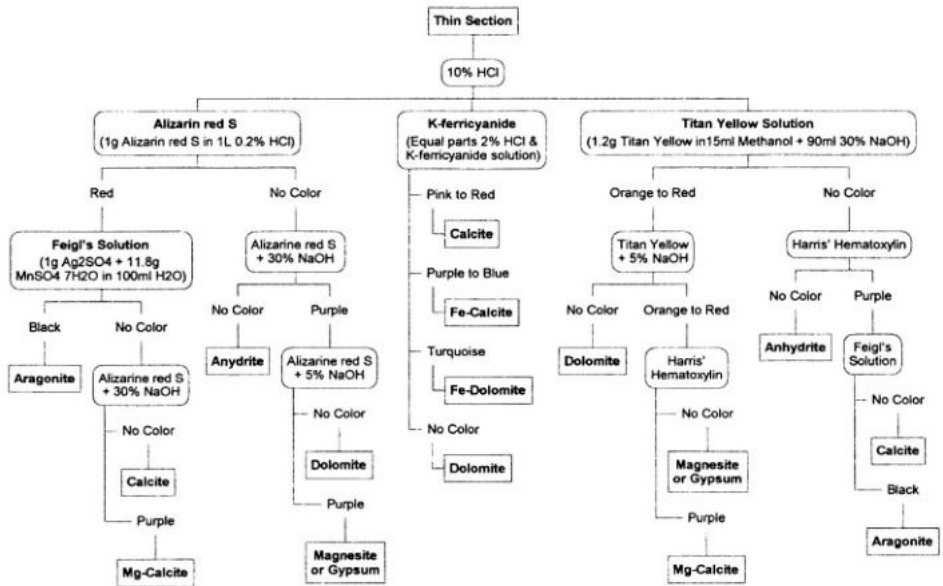 Thin Section
10% HCl
Alizarin red S
(1g Alizarin red S in 1L 0.2% HCl)
Red
Feigl's Solution
(1g Ag2SO4 + 11.8g
MnSO4 7H2O in 100ml H2O)
Black
Aragonite
No Color
Alizarine red S
+ 30% NaOH
No Color
Calcite
Purple
Mg-Calcite
No Color
Alizarine red S
+ 30% NaOH
No Color
Anydrite
Purple
Alizarine red S
+ 5% NaOH
No Color
Dolomite
Purple
Magnesite
or Gypsum
K-ferricyanide
(Equal parts 2% HCl &
K-ferricyanide solution)
Pink to Red
Calcite
Purple to Blue
Fe-Calcite
Turquoise
Fe-Dolomite
No Color
Dolomite
Titan Yellow Solution
(1.2g Titan Yellow in15ml Methanol + 90ml 30% NaOH)
Orange to Red
Titan Yellow
+ 5% NaOH
No Color
Dolomite
Orange to Red
Harris'
Hematoxylin
No Color
Magnesite
or Gypsum
Purple
Mg-Calcite
No Color
Harris' Hematoxylin
No Color
Anhydrite
Purple
Feigl's
Solution
No Color
Calcite
Black
Aragonite